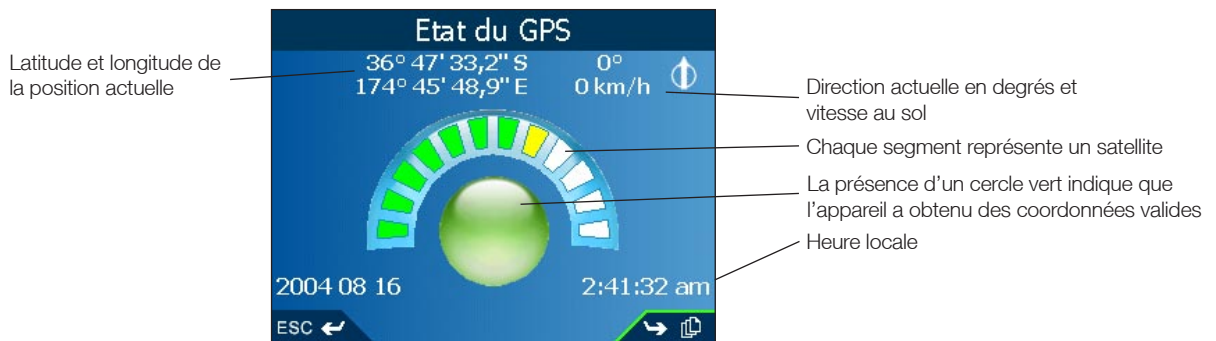 Etat du GPS
Latitude et longitude de
la position actuelle
36° 47' 33,2" S
0°
174° 45' 48,9" E
0 km/h
Direction actuelle en degrés et
vitesse au sol
Chaque segment représente un satellite
La présence d'un cercle vert indique que
l'appareil a obtenu des coordonnées valides
Heure locale
2004 08 16
2:41:32 am
ESC